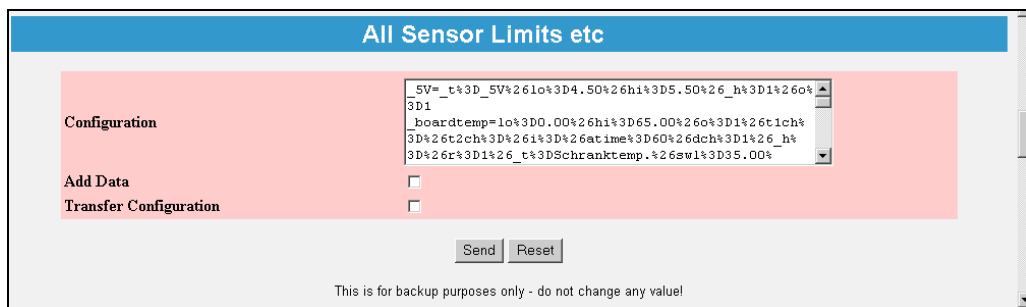 All Sensor Limits etc
Configuration
_5V=_t%3D_5V%26lo%3D4.50%26hi%3D5.50%26_h%3D1%26o%
3D1
_boardtemp=lo%3D0.00%26hi%3D65.00%26o%3D1%26t1ch%
3D%26t2ch%3D%26i%3D%26atime%3D60%26dch%3D1%26_h%
3D%26r%3D1%26_t%3DSchranktemp.%26swl%3D35.00%
Add Data
Transfer Configuration
Send Reset
This is for backup purposes only - do not change any value!